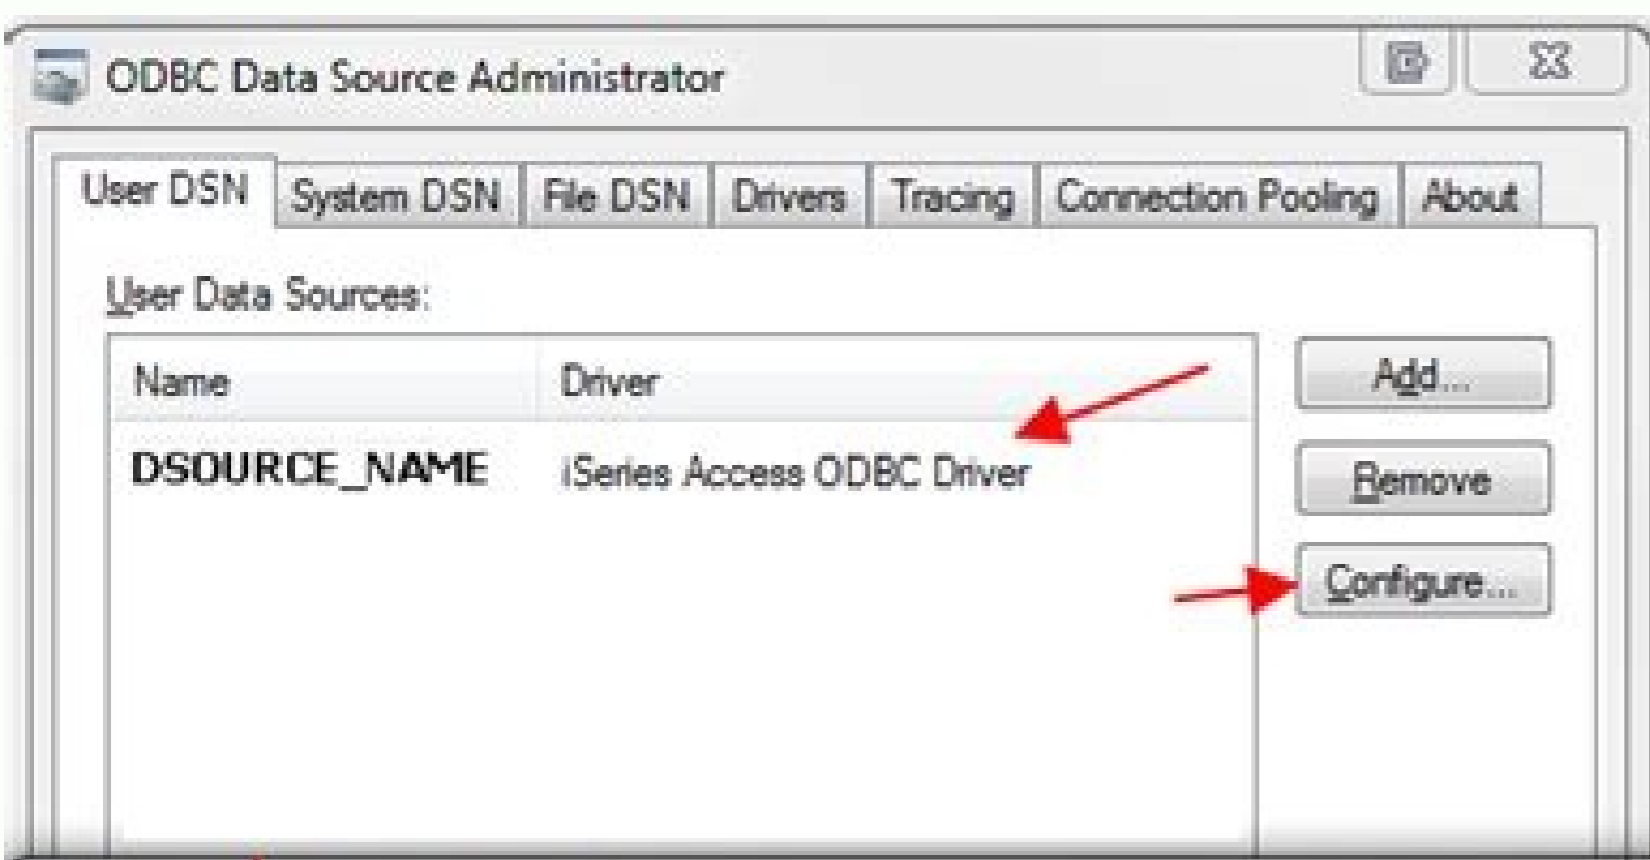 ODBC Data Source Administrator
User DSN System DSN File DSN Drivers Tracing Connection Pooling About
User Data Sources:
Name Driver
Add...
DSOURCE_NAME iSeries Access ODBC Driver
Remove
Configure...